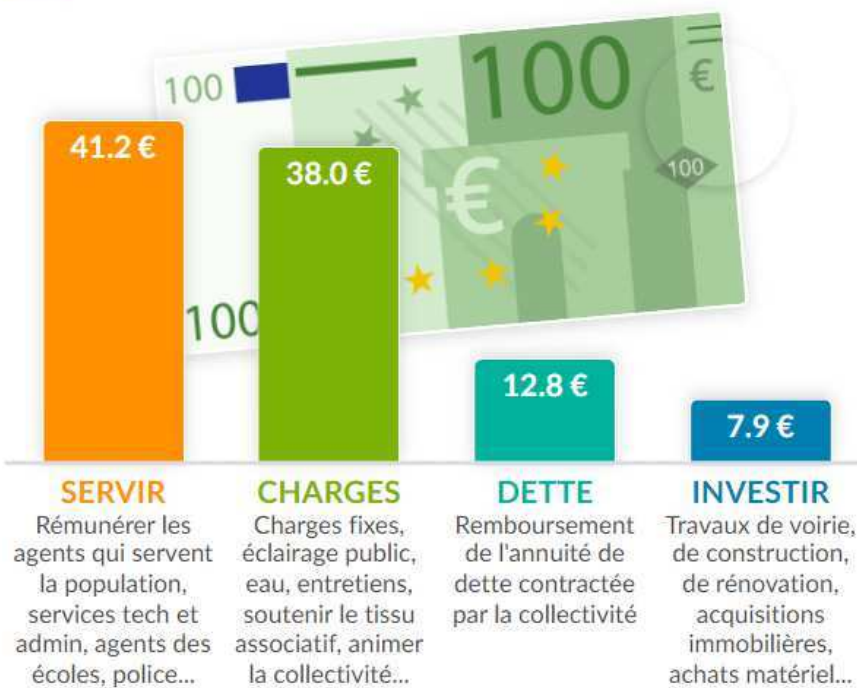 100
100
€
100
€
100
41.2 €
38.0 €
12.8 €
7.9 €
SERVIR
Rémunérer les
agents qui servent
la population,
services tech et
admin, agents des
écoles, police...
CHARGES
Charges fixes,
éclairage public,
eau, entretiens,
soutenir le tissu
associatif, animer
la collectivité...
DETTE
Remboursement
de l'annuité de
dette contractée
par la collectivité
INVESTIR
Travaux de voirie,
de construction,
de rénovation,
acquisitions
immobilières,
achats matériel...